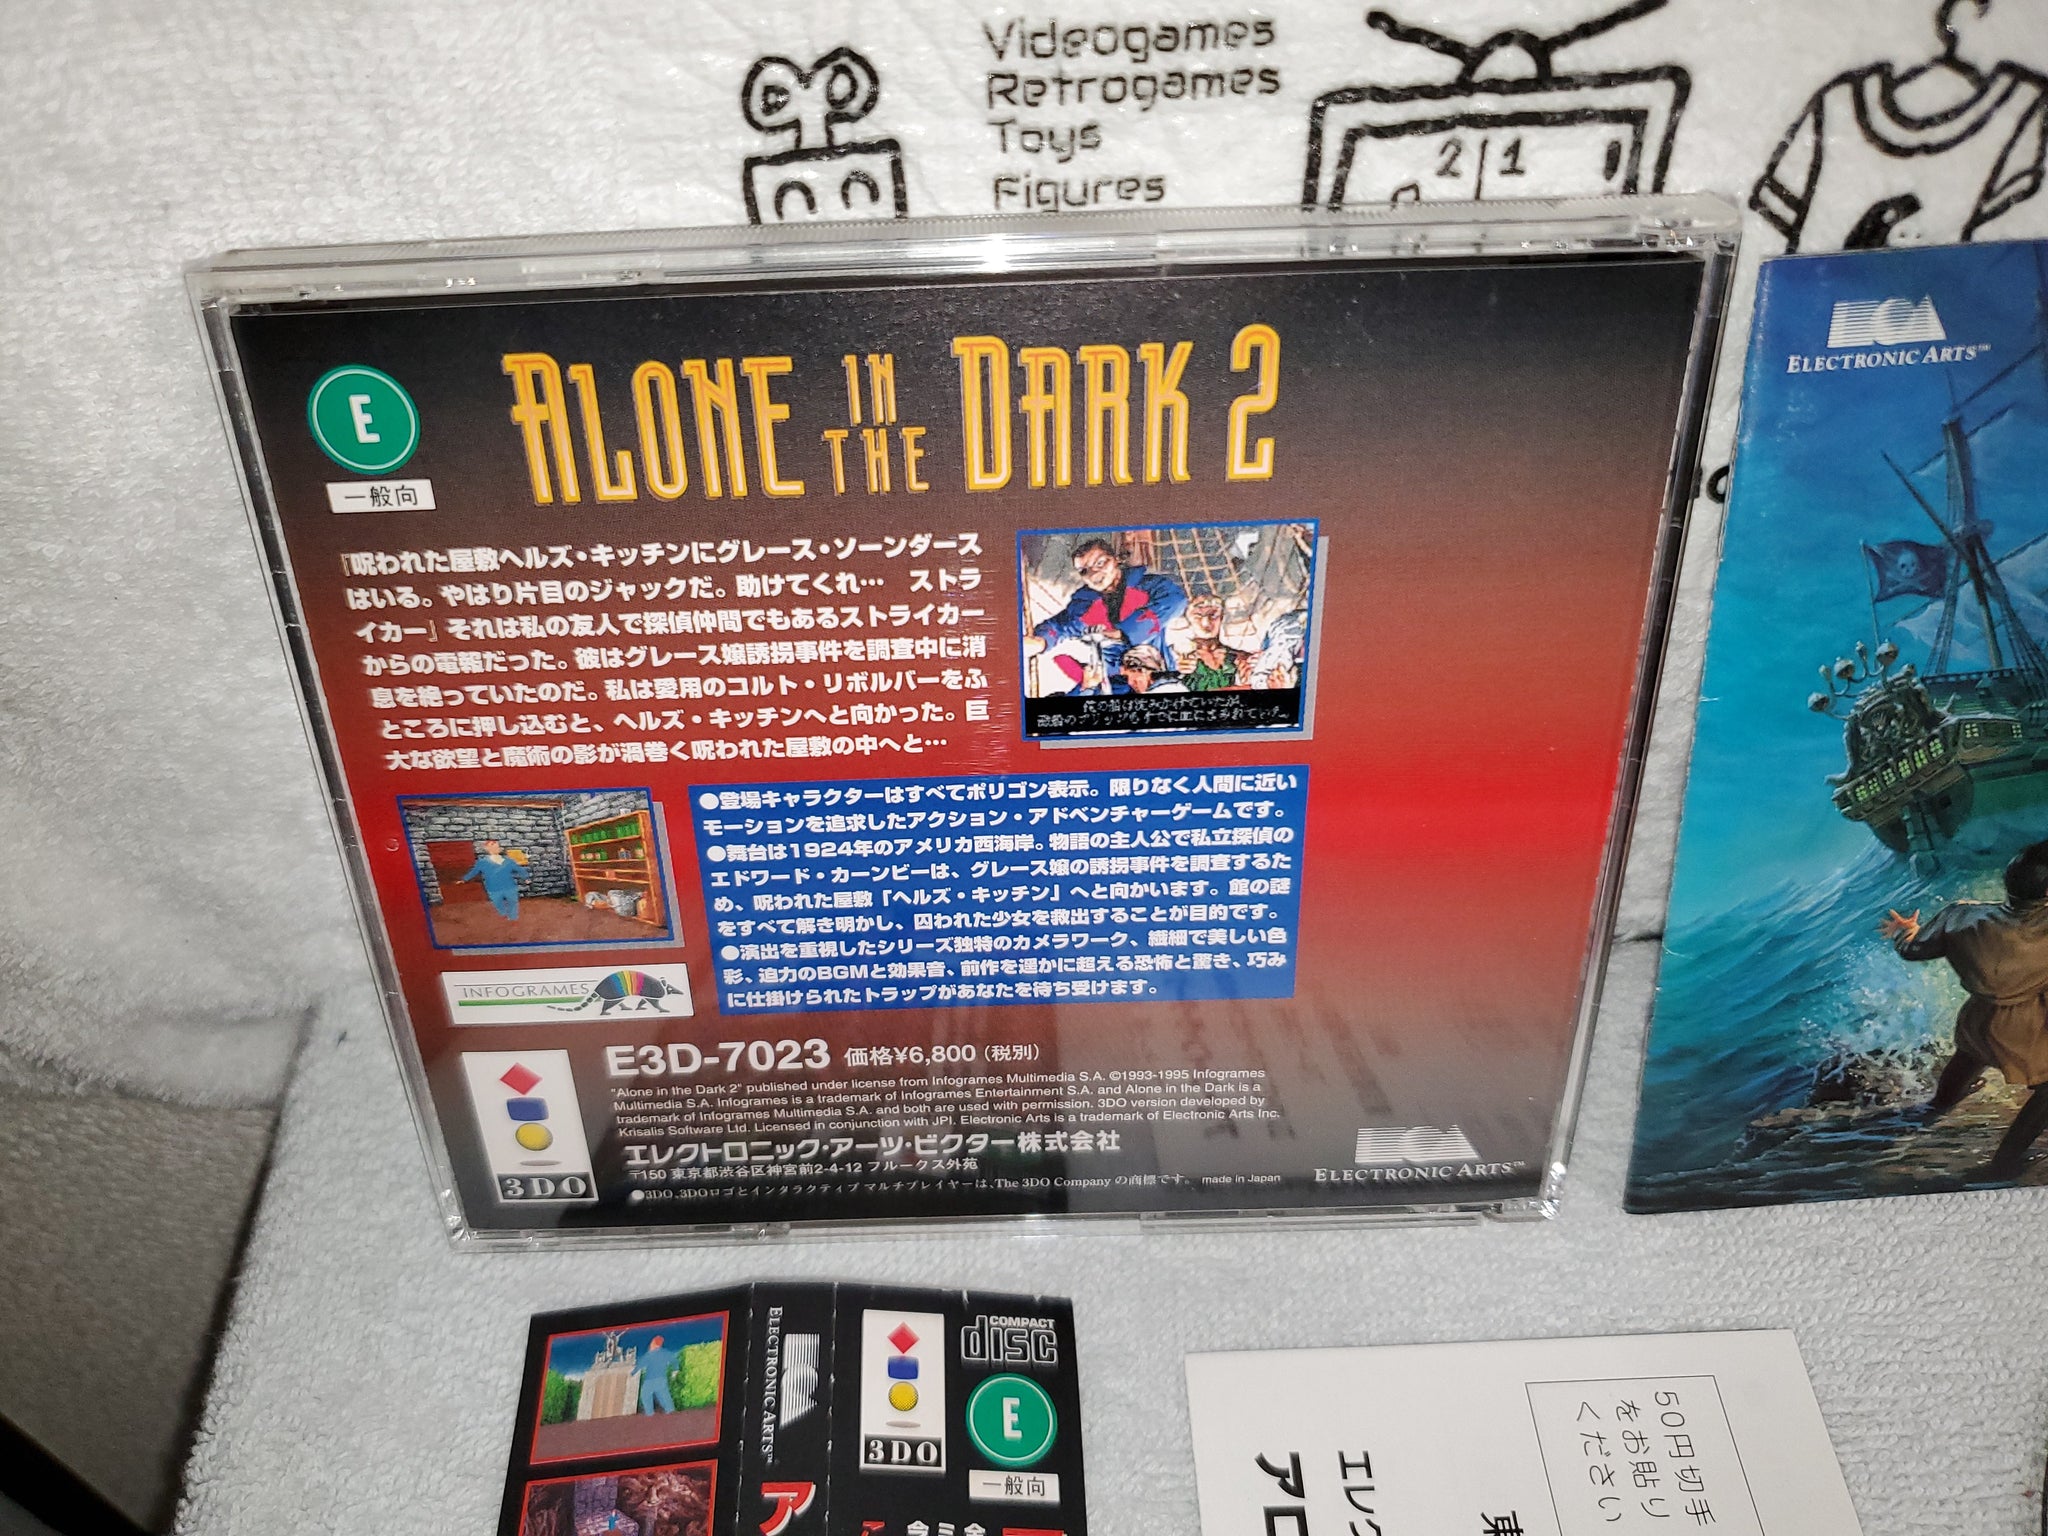 Videogames
Retrogames
Toys
Figures
21
ELECTRONIC ARTS™
E
一般向
ALONE IN THE DARK 2
『呪われた屋敷ヘルズ・キッチンにグレース・ソーンダース
はいる。やはり片目のジャックだ。助けてくれ… ストラ
イカー』それは私の友人で探偵仲間でもあるストライカー
からの電報だった。彼はグレース嬢誘拐事件を調査中に消
息を絶っていたのだ。私は愛用のコルト・リボルバーをふ
ところに押し込むと、ヘルズ・キッチンへと向かった。巨
大な欲望と魔術の影が渦巻く呪われた屋敷の中へと…
●登場キャラクターはすべてポリゴン表示。限りなく人間に近い
モーションを追求したアクション・アドベンチャーゲームです。
●舞台は1924年のアメリカ西海岸。物語の主人公で私立探偵の
エドワード・カーンビーは、グレース嬢の誘拐事件を調査するた
め、呪われた屋敷「ヘルズ・キッチン」へと向かいます。館の謎
をすべて解き明かし、囚われた少女を救出することが目的です。
●演出を重視したシリーズ独特のカメラワーク、繊細で美しい色
彩、迫力のBGMと効果音、前作を遥かに超える恐怖と驚き、巧み
に仕掛けられたトラップがあなたを待ち受けます。
INFOGRAMES
E3D-7023 価格¥6,800(税別)
"Alone in the Dark 2" published under license from Infogrames Multimedia S.A. ©1993-1995 Infogrames
Multimedia S.A. Infogrames is a trademark of Infogrames Entertainment S.A. and Alone in the Dark is a
trademark of Infogrames Multimedia S.A. and both are used with permission. 3DO version developed by
Krisalis Software Ltd. Licensed in conjunction with JPI. Electronic Arts is a trademark of Electronic Arts Inc.
エレクトロニック・アーツ・ビクター株式会社
〒150 東京都渋谷区神宮前2-4-12 フルークス外苑
●3DO、3DOロゴとインタラクティブ マルチプレイヤーは、The 3DO Company の商標です。 made in Japan
3DO
ELECTRONIC ARTS™
ELECTRONIC ARTS™
ア
3DO
COMPACT
disc
E
一般向
50円切手
をお貼り
ください
エレク
アロ
東